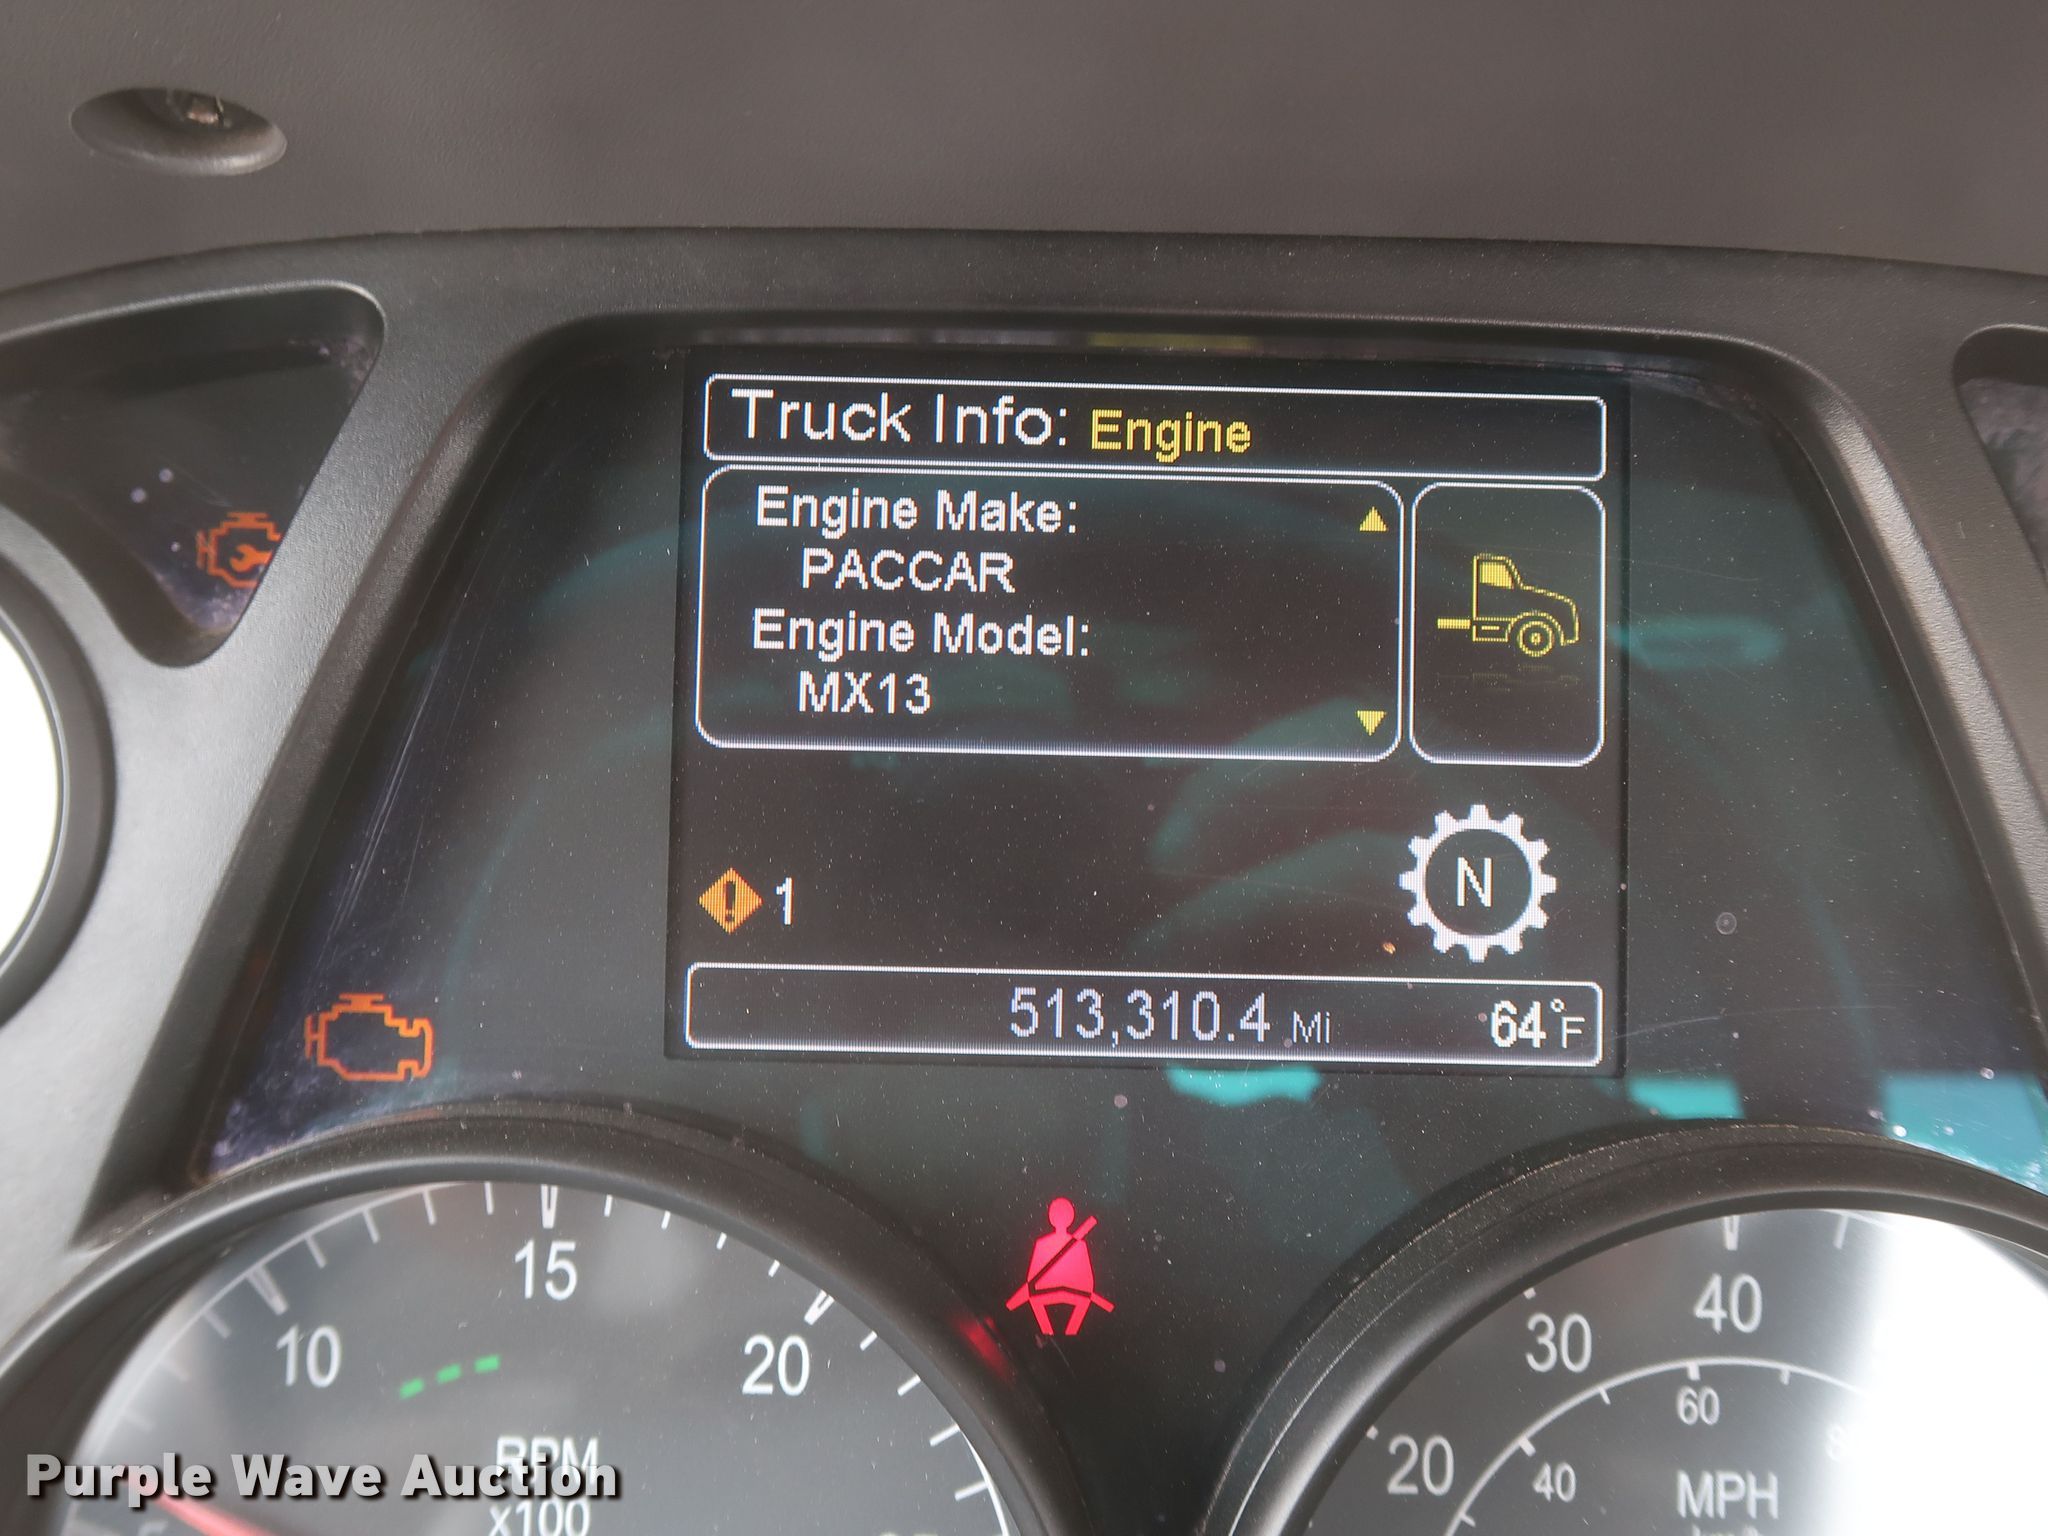 Truck Info: Engine
Engine Make:
PACCAR
Engine Model:
MX13
N
1
513,310.4 Mi 64°F
10 15 20
RPM
x100
20 30 40
40 60
MPH
Purple Wave Auction